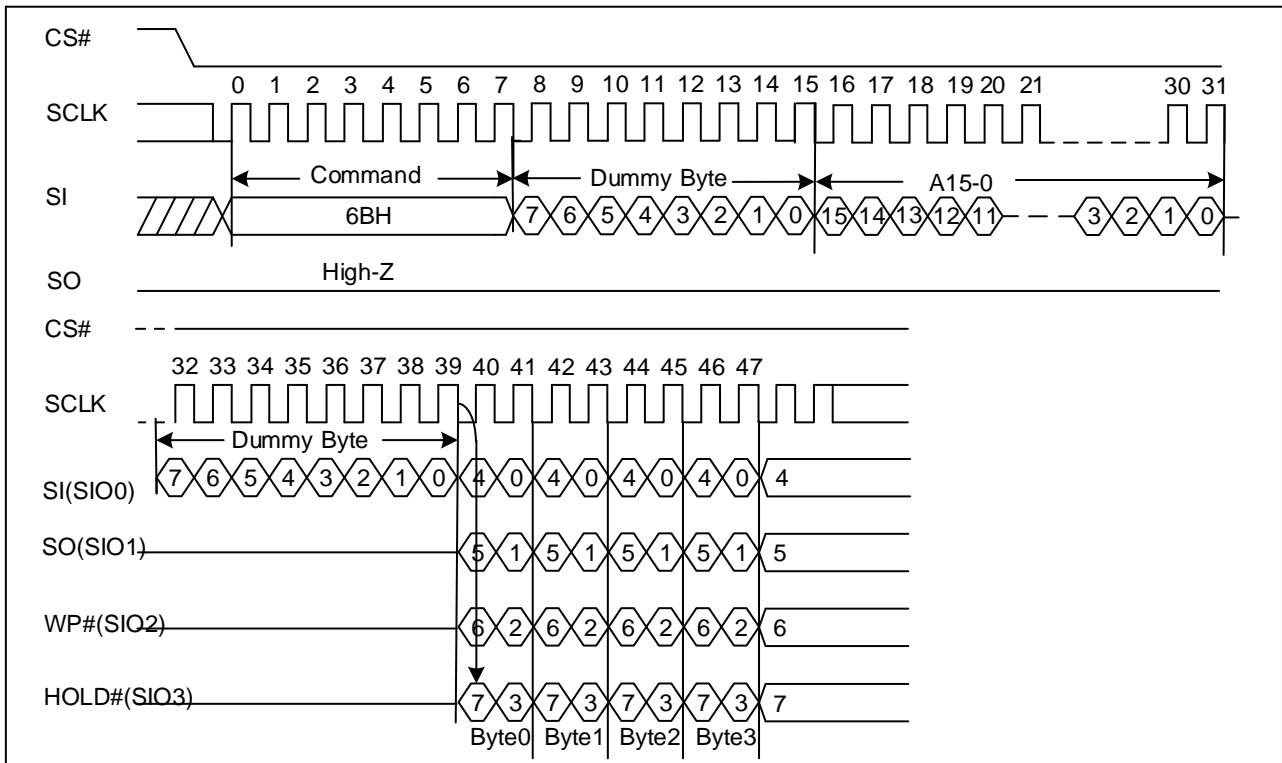 CS#
0 1 2 3 4 5 6 7 8 9 10 11 12 13 14 15 16 17 18 19 20 21 30 31
SCLK
Command Dummy Byte A15-0
SI
6BH 7 6 5 4 3 2 1 0 15 14 13 12 11 3 2 1 0
High-Z
SO
CS#
32 33 34 35 36 37 38 39 40 41 42 43 44 45 46 47
SCLK
Dummy Byte
SI(SIO0) 7 6 5 4 3 2 1 0 4 0 4 0 4 0 4 0 4
SO(SIO1) 5 1 5 1 5 1 5 1 5
WP#(SIO2) 6 2 6 2 6 2 6 2 6
HOLD#(SIO3) 7 3 7 3 7 3 7 3 7
Byte0 Byte1 Byte2 Byte3